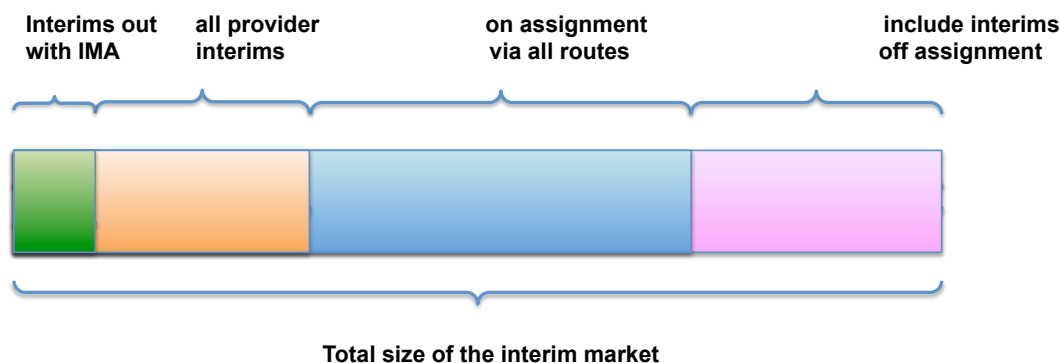 Interims out
with IMA
all provider
interims
on assignment
via all routes
include interims
off assignment
Total size of the interim market